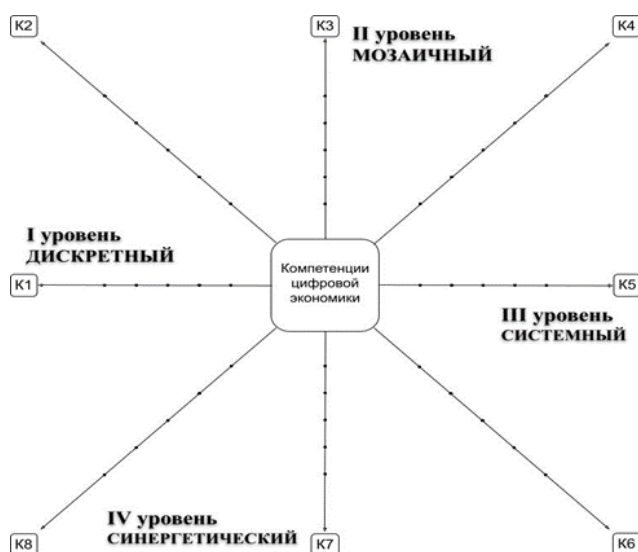 К2
К3
II уровень
МОЗАИЧНЫЙ
К4
I уровень
ДИСКРЕТНЫЙ
К1
Компетенции
цифровой
экономики
К5
III уровень
СИСТЕМНЫЙ
IV уровень
СИНЕРГЕТИЧЕСКИЙ
К8
К7
К6